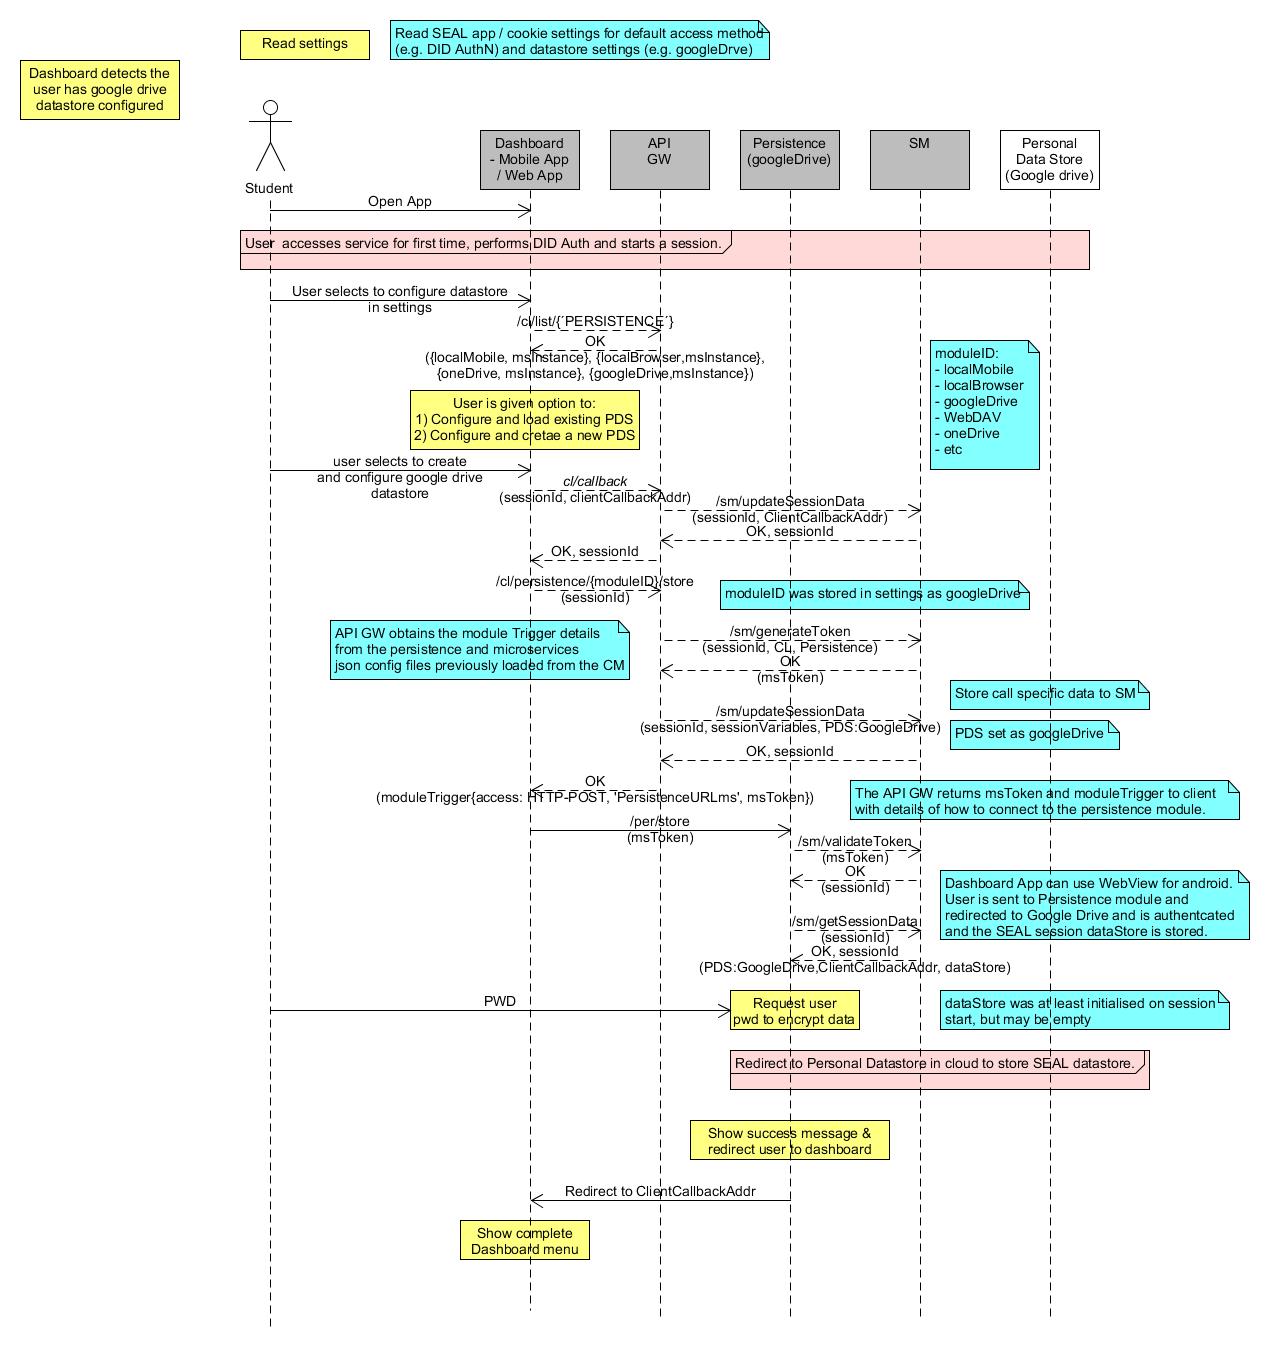 Read settings
Read SEAL app / cookie settings for default access method
(e.g. DID AuthN) and datastore settings (e.g. googleDrve)
Dashboard detects the
user has google drive
datastore configured
Student
Dashboard
- Mobile App
/ Web App
API
GW
Persistence
(googleDrive)
SM
Personal
Data Store
(Google drive)
Open App
User  accesses service for first time, performs DID Auth and starts a session.
User selects to configure datastore
in settings
/cl/list/{´PERSISTENCE´}
OK
({localMobile, msInstance}, {localBrowser,msInstance},
{oneDrive, msInstance}, {googleDrive,msInstance})
moduleID:
- localMobile
- localBrowser
- googleDrive
- WebDAV
- oneDrive
- etc
User is given option to:
1) Configure and load existing PDS
2) Configure and cretae a new PDS
user selects to create
and configure google drive
datastore
cl/callback
(sessionId, clientCallbackAddr)
/sm/updateSessionData
(sessionId, ClientCallbackAddr)
OK, sessionId
OK, sessionId
/cl/persistence/{moduleID}/store
(sessionId)
moduleID was stored in settings as googleDrive
API GW obtains the module Trigger details
from the persistence and microservices
json config files previously loaded from the CM
/sm/generateToken
(sessionId, CL, Persistence)
OK
(msToken)
Store call specific data to SM
/sm/updateSessionData
(sessionId, sessionVariables, PDS:GoogleDrive)
PDS set as googleDrive
OK, sessionId
OK
(moduleTrigger{access: HTTP-POST, 'PersistenceURLms', msToken})
The API GW returns msToken and moduleTrigger to client
with details of how to connect to the persistence module.
/per/store
(msToken)
/sm/validateToken
(msToken)
OK
(sessionId)
Dashboard App can use WebView for android.
User is sent to Persistence module and
redirected to Google Drive and is authentcated
and the SEAL session dataStore is stored.
/sm/getSessionData
(sessionId)
OK, sessionId
(PDS:GoogleDrive,ClientCallbackAddr, dataStore)
PWD
Request user
pwd to encrypt data
dataStore was at least initialised on session
start, but may be empty
Redirect to Personal Datastore in cloud to store SEAL datastore.
Show success message &
redirect user to dashboard
Redirect to ClientCallbackAddr
Show complete
Dashboard menu